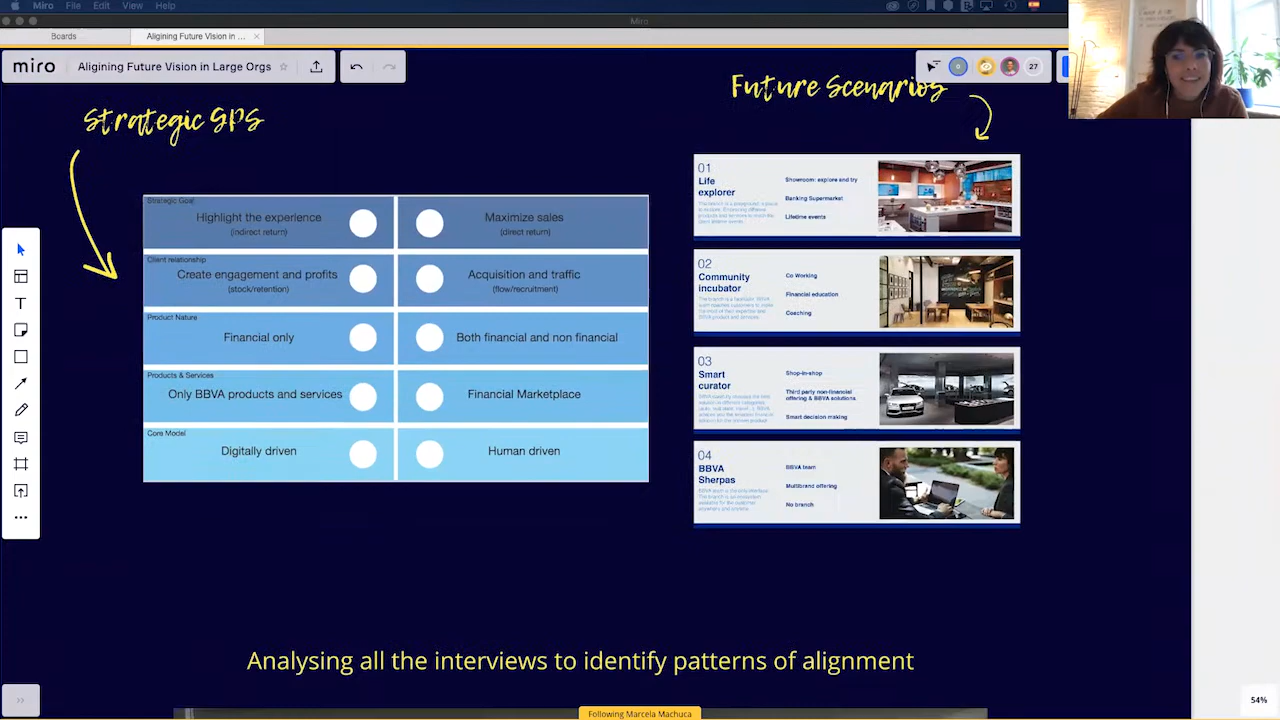 Miro File Edit View Help
Miro
Boards
Aligining Future Vision in ...
miro
Aligining Future Vision in Large Orgs
27
Strategic GPS
Future Scenarios
Strategic Goal
Highlight experience
(indirect return)
Maximize sales
(direct return)
Client relationship
Create engagement and profits
(stock/retention)
Acquisition and traffic
(flow/recruitment)
Product Nature
Financial only
Both financial and non financial
Products & Services
Only BBVA products and services
Financial Marketplace
Core Model
Digitally driven
Human driven
01
Life
explorer
Showroom: explore and try
Banking Supermarket
Lifetime events
02
Community
incubator
Co Working
Financial education
Coaching
03
Smart
curator
Shop-in-shop
Third party non-financial
offering & BBVA solutions
Smart decision making
04
BBVA
Sherpas
BBVA team
Multibrand offering
No branch
Analysing all the interviews to identify patterns of alignment
Following Marcela Machuca
54%